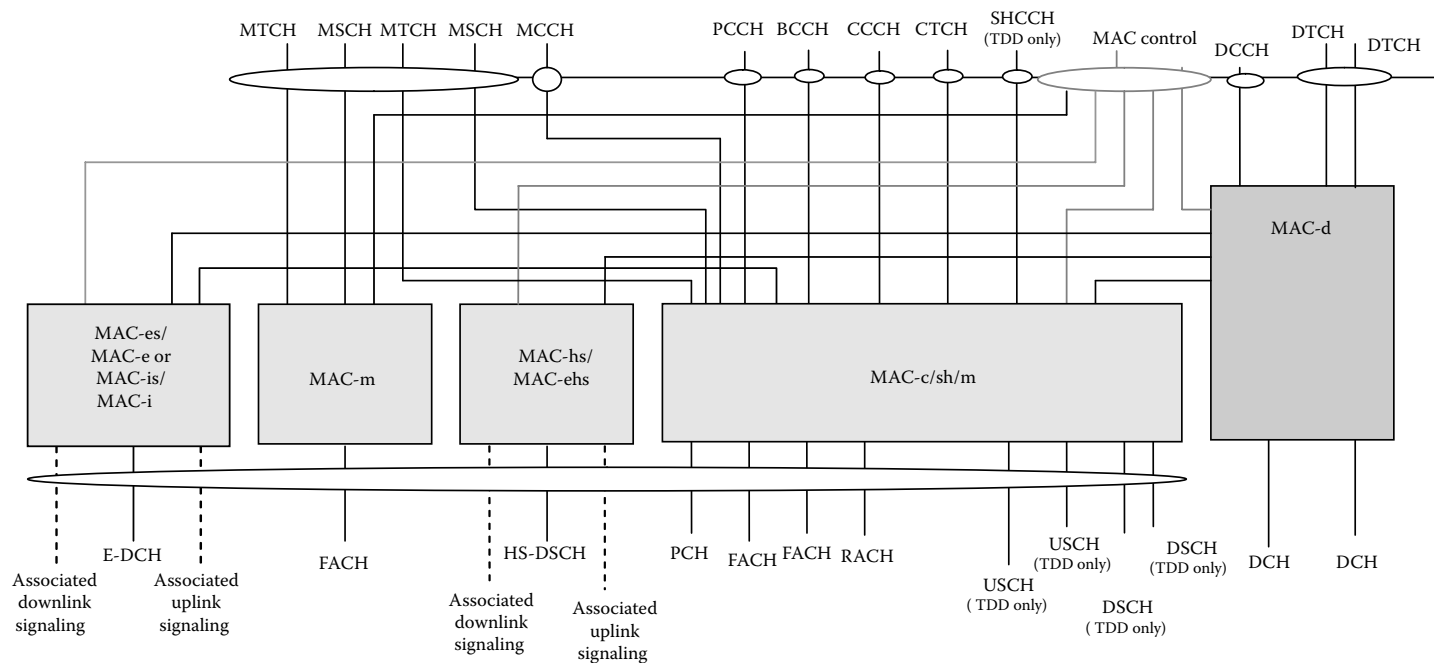 MTCH
MSCH
MTCH
MSCH
MCCH
PCCH
BCCH
CCCH
CTCH
SHCCH
(TDD only)
MAC control
DCCH
DTCH
DTCH
MAC-d
MAC-es/
MAC-e or
MAC-is/
MAC-i
MAC-m
MAC-hs/
MAC-ehs
MAC-c/sh/m
E-DCH
FACH
HS-DSCH
PCH
FACH
FACH
RACH
USCH
( TDD only)
USCH
(TDD only)
DSCH
( TDD only)
DSCH
(TDD only)
DCH
DCH
Associated
downlink
signaling
Associated
uplink
signaling
Associated
downlink
signaling
Associated
uplink
signaling